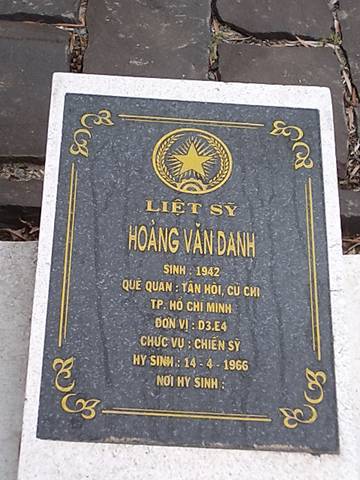 LIỆT SỸ
HOÀNG VĂN DANH
SINH : 1942
QUÊ QUAN : TÂN HỘI, CỦ CHI
TP. HỒ CHÍ MINH
ĐƠN VỊ : D3.E4
CHỨC VỤ : CHIẾN SỸ
HY SINH : 14 - 4 - 1966
NƠI HY SINH :